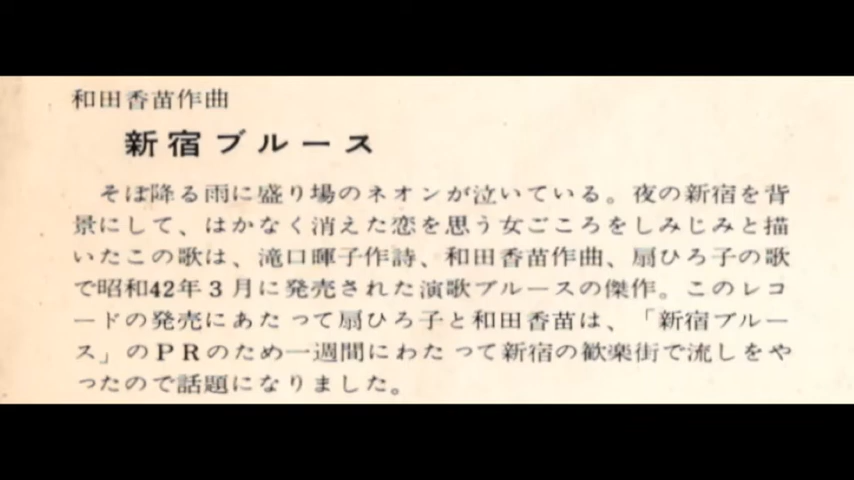 和田香苗作曲
新宿ブルース
そぼ降る雨に盛り場のネオンが泣いている。夜の新宿を背
景にして、はかなく消えた恋を思う女ごころをしみじみと描
いたこの歌は、滝口暉子作詩、和田香苗作曲、扇ひろ子の歌
で昭和42年3月に発売された演歌ブルースの傑作。このレコ
ードの発売にあたって扇ひろ子と和田香苗は、「新宿ブルー
ス」のPRのため一週間にわたって新宿の歓楽街で流しをや
ったので話題になりました。